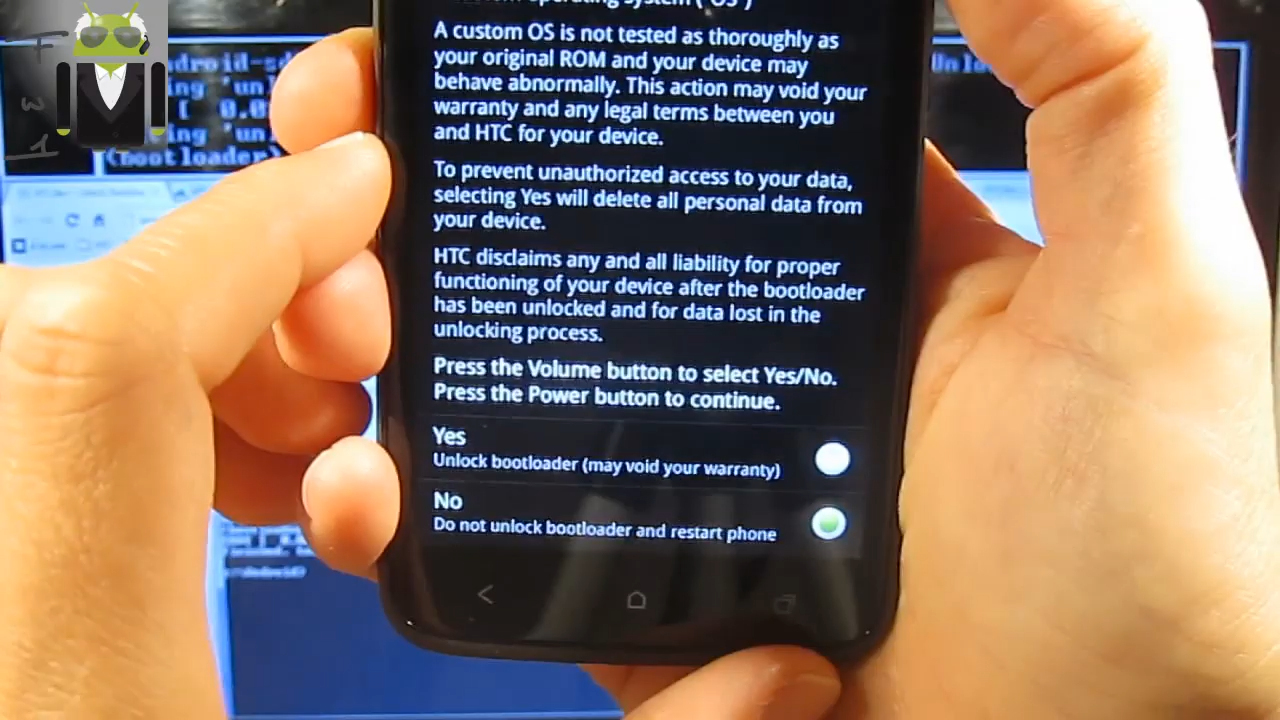 A custom OS is not tested as thoroughly as
your original ROM and your device may
behave abnormally. This action may void your
warranty and any legal terms between you
and HTC for your device.
To prevent unauthorized access to your data,
selecting Yes will delete all personal data from
your device.
HTC disclaims any and all liability for proper
functioning of your device after the bootloader
has been unlocked and for data lost in the
unlocking process.
Press the Volume button to select Yes/No.
Press the Power button to continue.
Yes
Unlock bootloader (may void your warranty)
No
Do not unlock bootloader and restart phone
(bootloader)